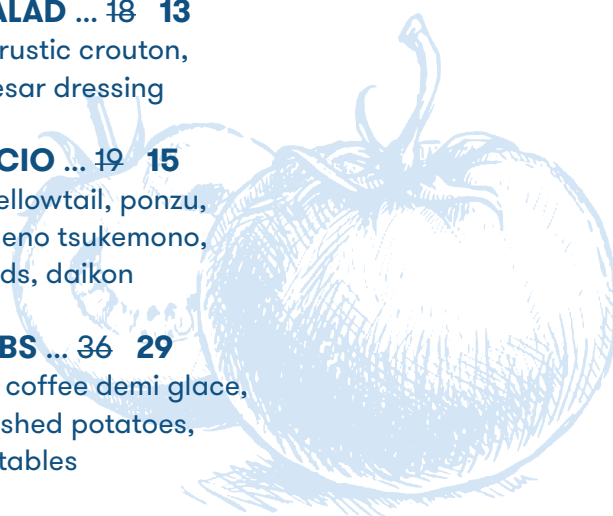 ALAD ... 18 13
rustic crouton,
esar dressing
CIO ... 19 15
ellowtail, ponzu,
eno tsukemono,
ds, daikon
BS ... 36 29
coffee demi glace,
shed potatoes,
tables